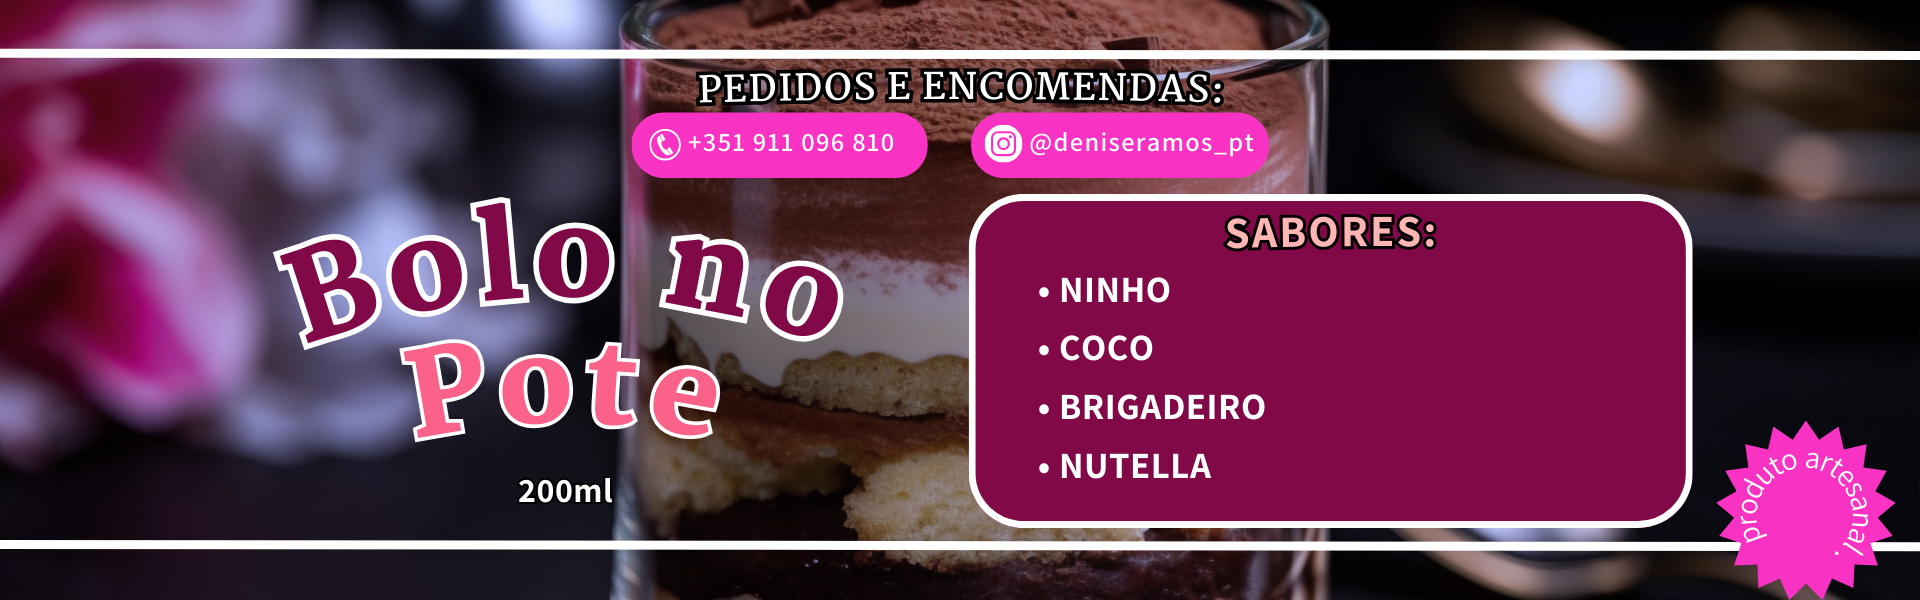 PEDIDOS E ENCOMENDAS:
+351 911 096 810
@deniseramos_pt
Bolo no
Pote
200ml
SABORES:
• NINHO
• COCO
• BRIGADEIRO
• NUTELLA
produto artesanal.